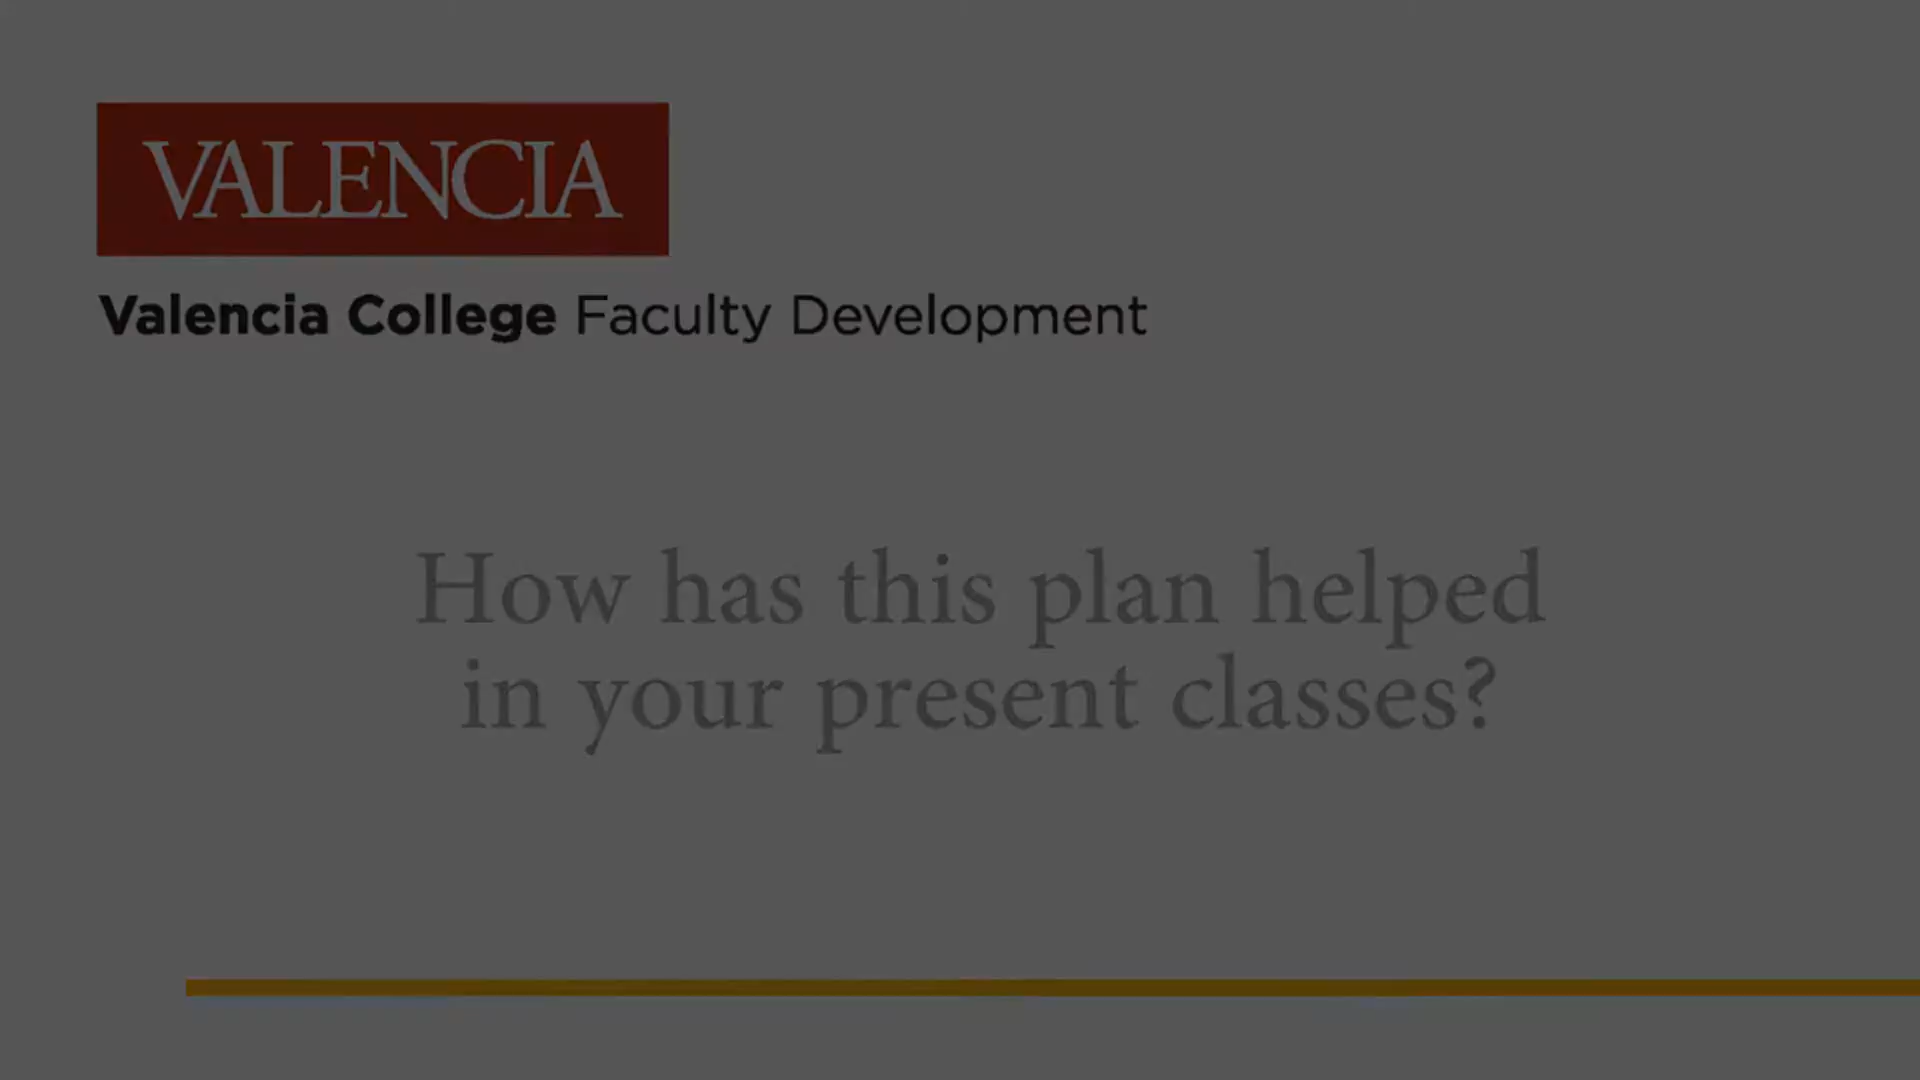 VALENCIA
Valencia College Faculty Development
How has this plan helped
in your present classes?